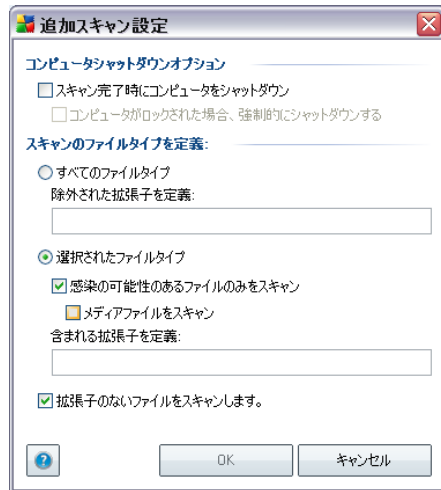 追加スキャン設定
コンピュータシャットダウンオプション
スキャン完了時にコンピュータをシャットダウン
コンピュータがロックされた場合、強制的にシャットダウンする
スキャンのファイルタイプを定義:
すべてのファイルタイプ
除外された拡張子を定義:
選択されたファイルタイプ
感染の可能性のあるファイルのみをスキャン
メディアファイルをスキャン
含まれる拡張子を定義:
拡張子のないファイルをスキャンします。
?
OK
キャンセル